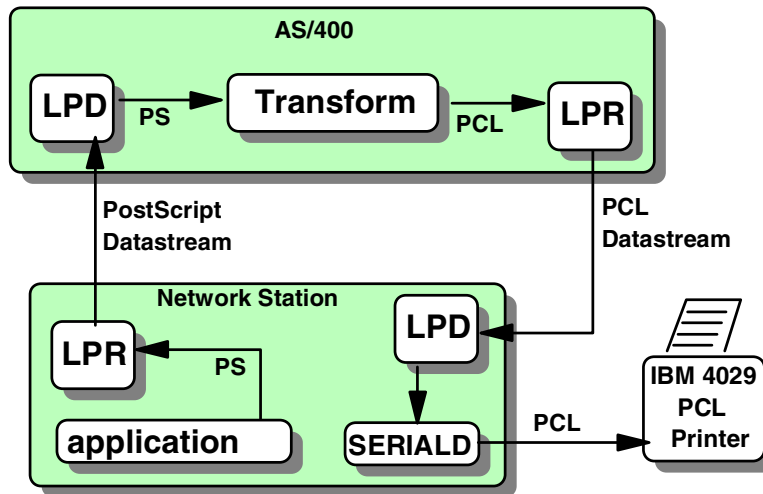 AS/400
LPD
PS
Transform
PCL
LPR
PostScript
Datastream
PCL
Datastream
Network Station
LPR
PS
application
LPD
SERIALD
PCL
IBM 4029
PCL
Printer